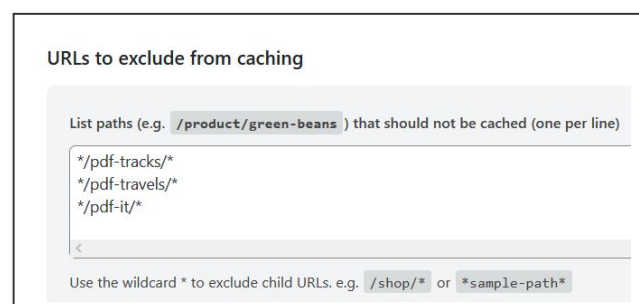 URLs to exclude from caching
List paths (e.g. /product/green-beans ) that should not be cached (one per line)
*/pdf-tracks/*
*/pdf-travels/*
*/pdf-it/*
Use the wildcard * to exclude child URLs. e.g. /shop/* or *sample-path*